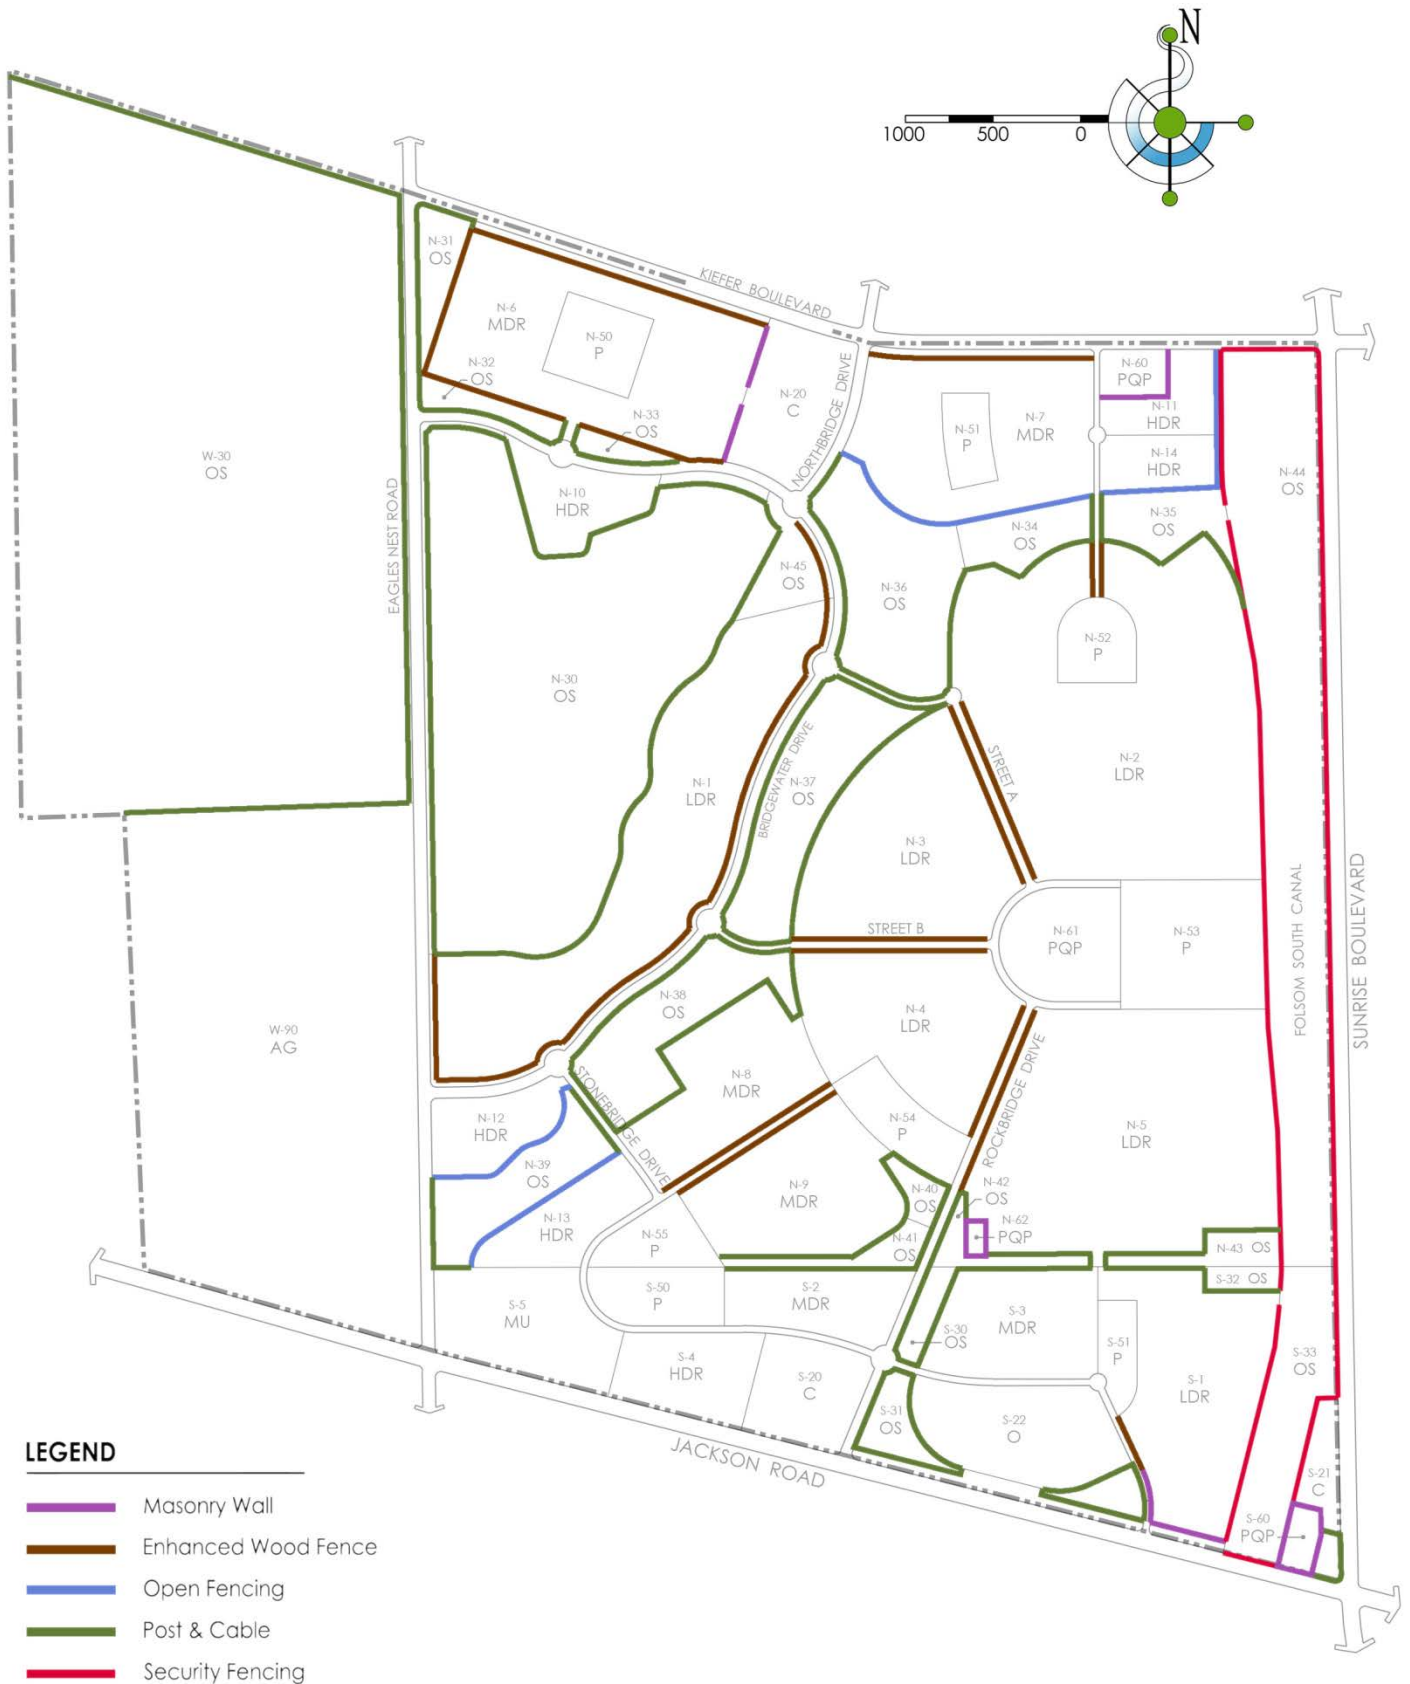 N
1000 500 0
N-31
OS
KIEFER BOULEVARD
N-6
MDR
N-50
P
N-32
OS
N-33
OS
N-20
C
NORTHBRIDGE DRIVE
N-51
P
N-7
MDR
N-60
PQP
N-11
HDR
N-14
HDR
N-44
OS
W-30
OS
EAGLES NEST ROAD
N-10
HDR
N-34
OS
N-35
OS
N-45
OS
N-36
OS
N-52
P
N-30
OS
N-1
LDR
BRIDGEWATER DRIVE
N-37
OS
STREET A
N-2
LDR
N-3
LDR
FOLSOM SOUTH CANAL
SUNRISE BOULEVARD
STREET B
N-61
PQP
N-53
P
N-38
OS
N-4
LDR
W-90
AG
N-8
MDR
STONEBRIDGE DRIVE
ROCKBRIDGE DRIVE
N-54
P
N-5
LDR
N-12
HDR
N-39
OS
N-13
HDR
N-9
MDR
N-40
OS
N-42
OS
N-62
PQP
N-55
P
N-41
OS
N-43 OS
S-32 OS
S-5
MU
S-50
P
S-2
MDR
S-3
MDR
S-30
OS
S-51
P
S-33
OS
S-4
HDR
S-20
C
S-1
LDR
S-31
OS
S-22
O
JACKSON ROAD
S-21
C
S-60
PQP
LEGEND
Masonry Wall
Enhanced Wood Fence
Open Fencing
Post & Cable
Security Fencing